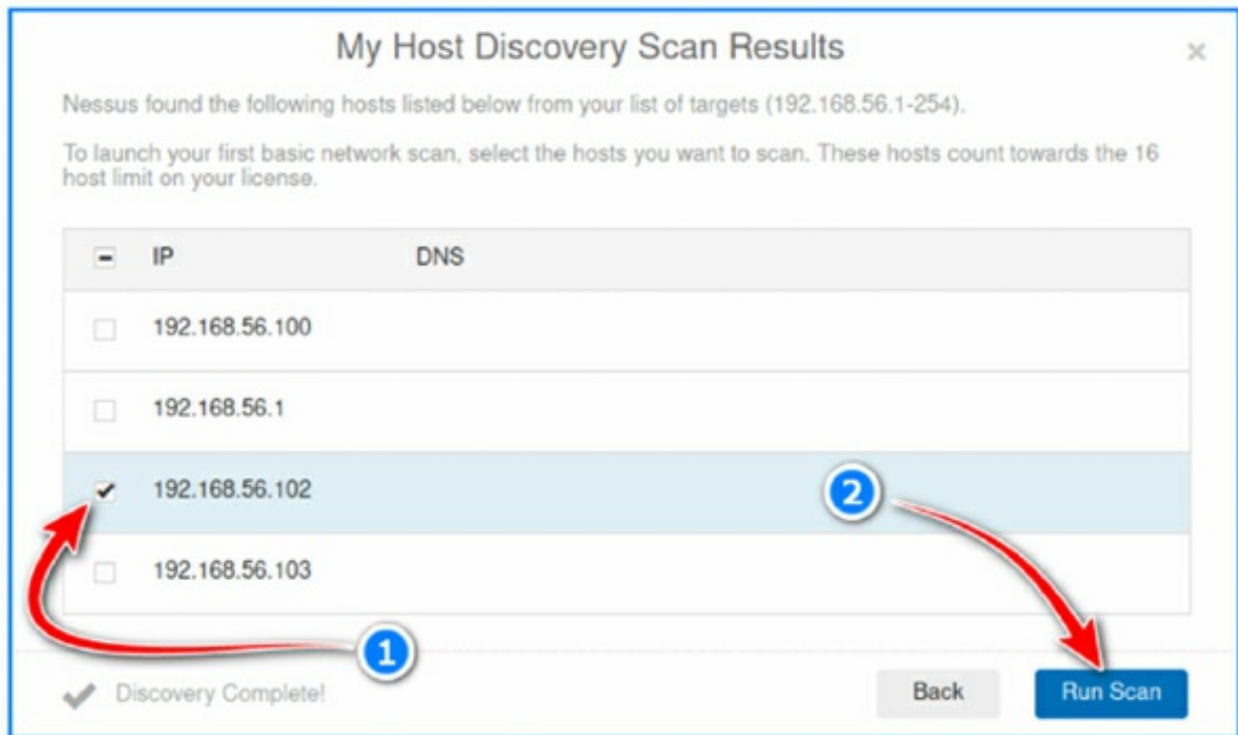 My Host Discovery Scan Results
Nessus found the following hosts listed below from your list of targets (192.168.56.1-254).
To launch your first basic network scan, select the hosts you want to scan. These hosts count towards the 16
host limit on your license.
IP DNS
192.168.56.100
192.168.56.1
192.168.56.102
2
192.168.56.103
1
Discovery Complete!
Back
Run Scan